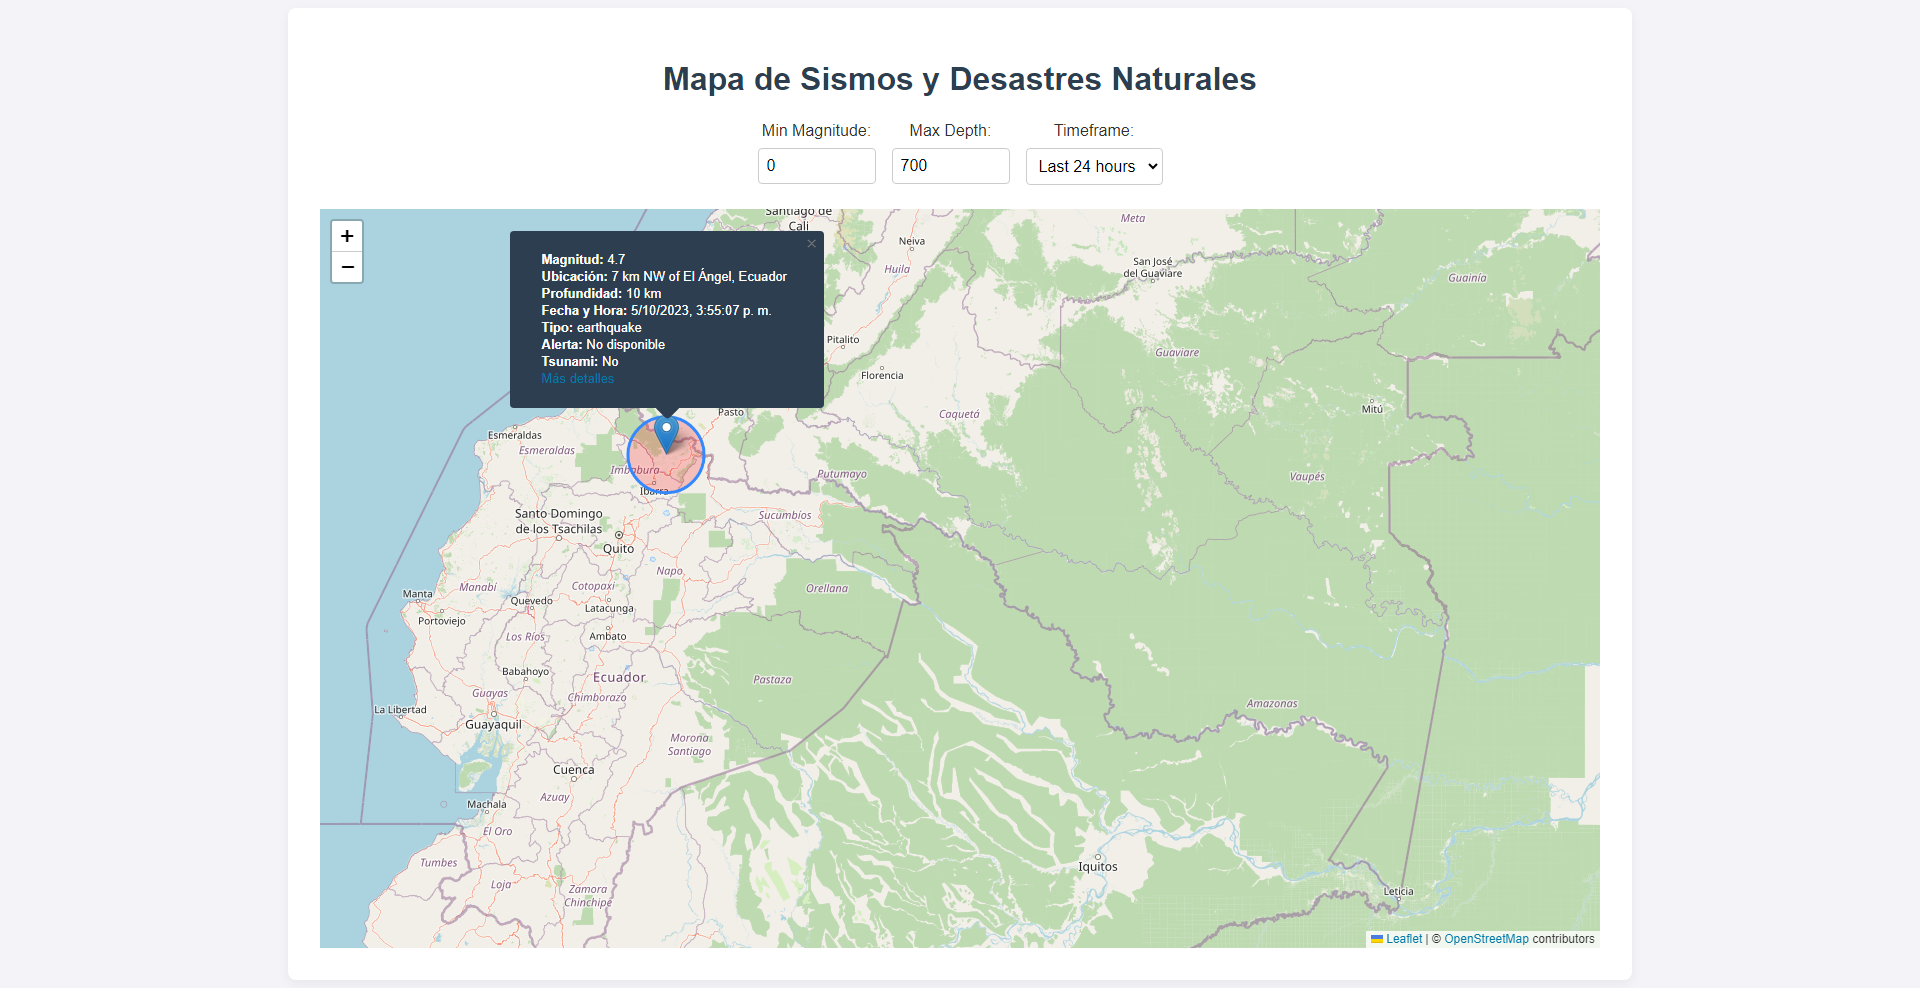 Mapa de Sismos y Desastres Naturales
Min Magnitude:
Max Depth:
Timeframe:
0
700
Last 24 hours
+
−
×
Magnitud: 4.7
Ubicación: 7 km NW of El Ángel, Ecuador
Profundidad: 10 km
Fecha y Hora: 5/10/2023, 3:55:07 p. m.
Tipo: earthquake
Alerta: No disponible
Tsunami: No
Más detalles
Santiago de
Cali
Meta
Neiva
Huila
San José
del Guaviare
Guainía
Pitalito
Guaviare
Florencia
Pasto
Caquetá
Mitú
Esmeraldas
Esmeraldas
Imbabura
Ibarra
Putumayo
Vaupés
Santo Domingo
de los Tsachilas
Sucumbíos
Quito
Napo
Manta
Manabí
Cotopaxi
Orellana
Quevedo
Latacunga
Portoviejo
Los Ríos
Ambato
Babahoyo
Ecuador
Pastaza
Guayas
Chimborazo
La Libertad
Guayaquil
Amazonas
Morona
Santiago
Cuenca
Azuay
Machala
El Oro
Tumbes
Iquitos
Loja
Zamora
Chinchipe
Leticia
Leaflet | © OpenStreetMap contributors